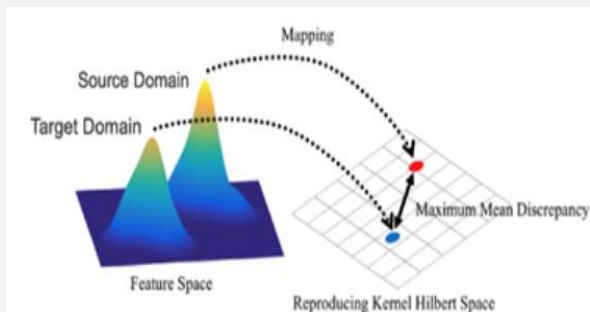 Mapping
Source Domain
Target Domain
Maximum Mean Discrepancy
Feature Space
Reproducing Kernel Hilbert Space